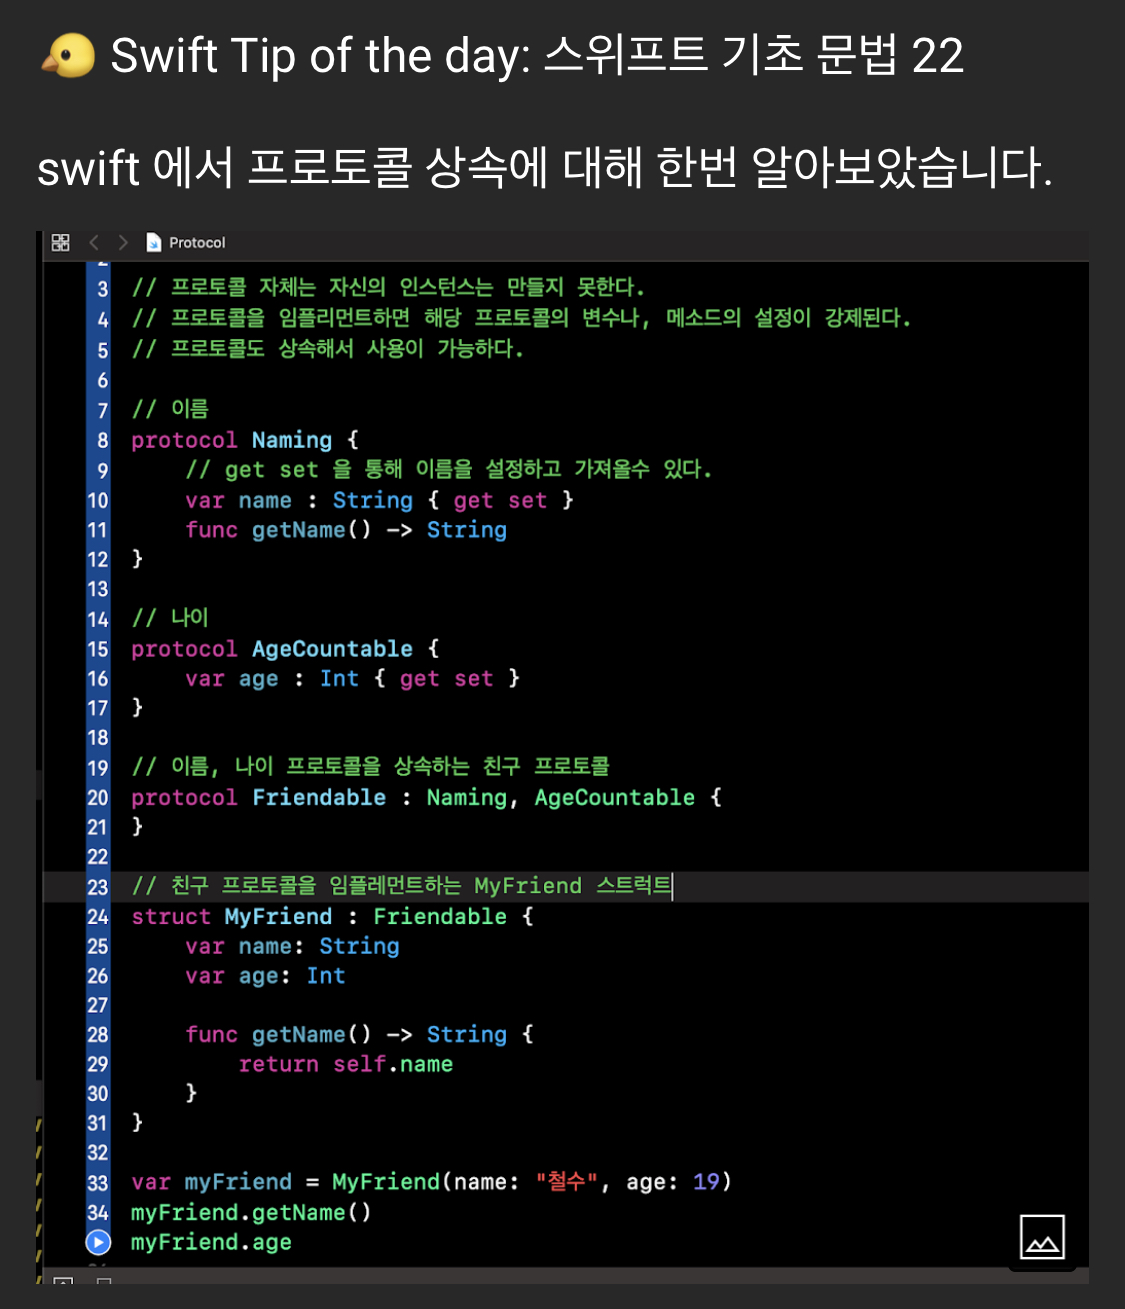 🐤 Swift Tip of the day: 스위프트 기초 문법 22
swift 에서 프로토콜 상속에 대해 한번 알아보았습니다.
Protocol
3 // 프로토콜 자체는 자신의 인스턴스는 만들지 못한다.
4 // 프로토콜을 임플리먼트하면 해당 프로토콜의 변수나, 메소드의 설정이 강제된다.
5 // 프로토콜도 상속해서 사용이 가능하다.
6
7 // 이름
8 protocol Naming {
9 // get set 을 통해 이름을 설정하고 가져올수 있다.
10 var name : String { get set }
11 func getName() -> String
12 }
13
14 // 나이
15 protocol AgeCountable {
16 var age : Int { get set }
17 }
18
19 // 이름, 나이 프로토콜을 상속하는 친구 프로토콜
20 protocol Friendable : Naming, AgeCountable {
21 }
22
23 // 친구 프로토콜을 임플레먼트하는 MyFriend 스트럭트
24 struct MyFriend : Friendable {
25 var name: String
26 var age: Int
27
28 func getName() -> String {
29 return self.name
30 }
31 }
32
33 var myFriend = MyFriend(name: "철수", age: 19)
34 myFriend.getName()
myFriend.age